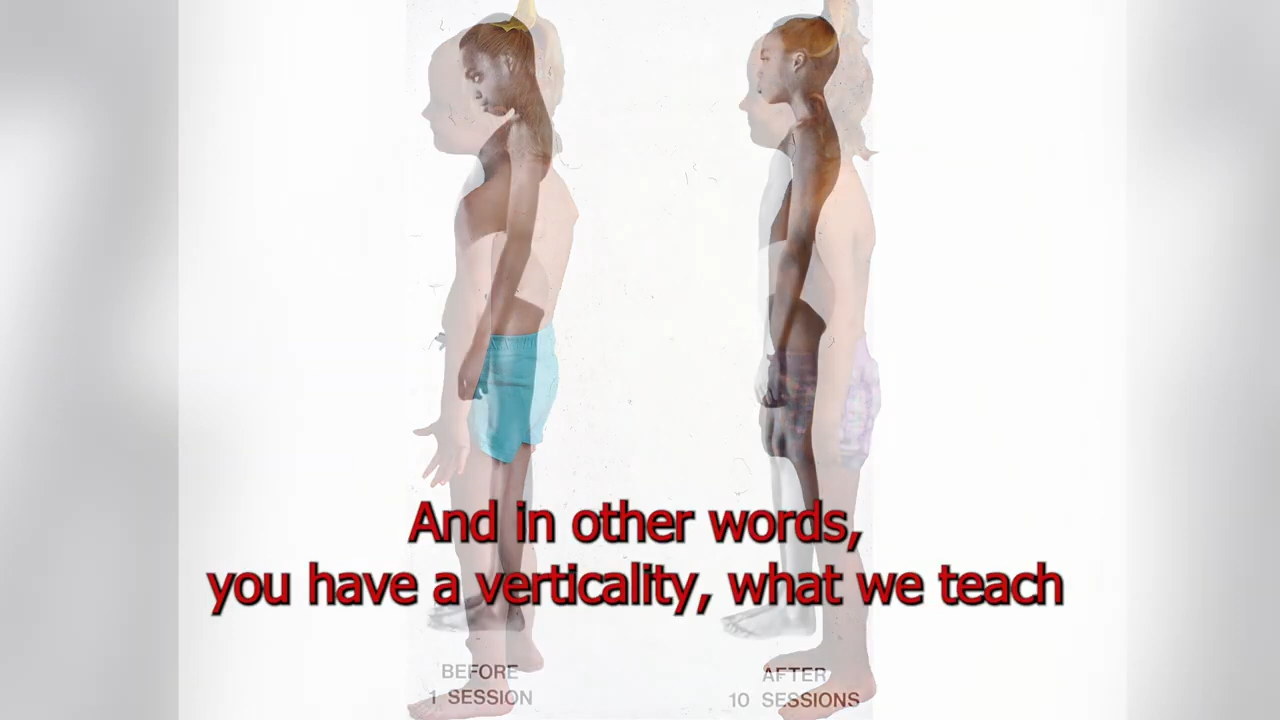 And in other words,
you have a verticality, what we teach
BEFORE
1 SESSION
AFTER
10 SESSIONS